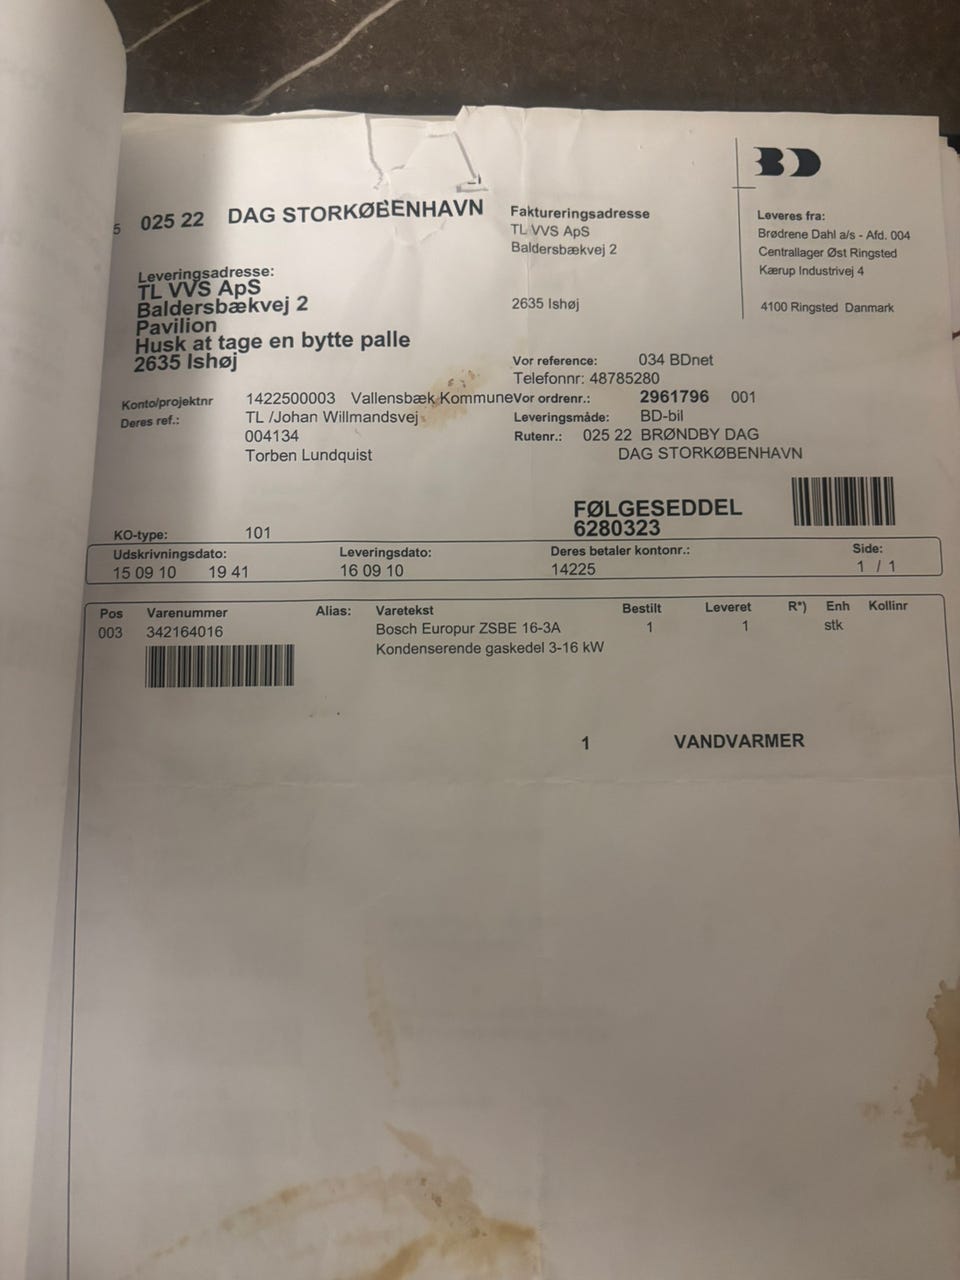 BD
5 025 22 DAG STORKØBENHAVN
Faktureringsadresse
TL VVS ApS
Baldersbækvej 2
2635 Ishøj
Leveres fra:
Brødrene Dahl a/s - Afd. 004
Centrallager Øst Ringsted
Kærup Industrivej 4
4100 Ringsted Danmark
Leveringsadresse:
TL VVS ApS
Baldersbækvej 2
Pavilion
Husk at tage en bytte palle
2635 Ishøj
Vor reference: 034 BDnet
Telefonnr: 48785280
Konto/projektnr 1422500003 Vallensbæk Kommune
Vor ordrenr.: 2961796 001
Deres ref.: TL /Johan Willmandsvej
Leveringsmåde: BD-bil
004134
Rutenr.: 025 22 BRØNDBY DAG
Torben Lundquist
DAG STORKØBENHAVN
FØLGESEDDEL
6280323
KO-type: 101
Udskrivningsdato: Leveringsdato: Deres betaler kontonr.: Side:
15 09 10 19 41 16 09 10 14225 1 / 1
Pos Varenummer Alias: Varetekst Bestilt Leveret R*) Enh Kollinr
003 342164016 Bosch Europur ZSBE 16-3A 1 1 stk
Kondenserende gaskedel 3-16 kW
1 VANDVARMER